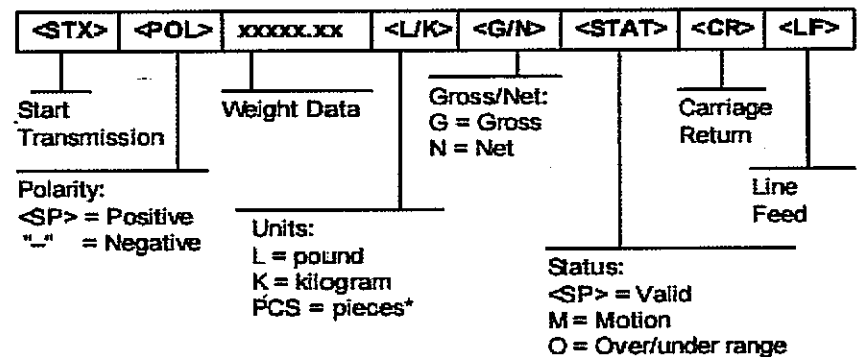 <STX> <POL> xxxxx.xx <L/K> <G/N> <STAT> <CR> <LF>
Start
Transmission
Weight Data
Gross/Net:
G = Gross
N = Net
Carriage
Return
Polarity:
<SP> = Positive
"–" = Negative
Units:
L = pound
K = kilogram
PCS = pieces*
Line
Feed
Status:
<SP> = Valid
M = Motion
O = Over/under range